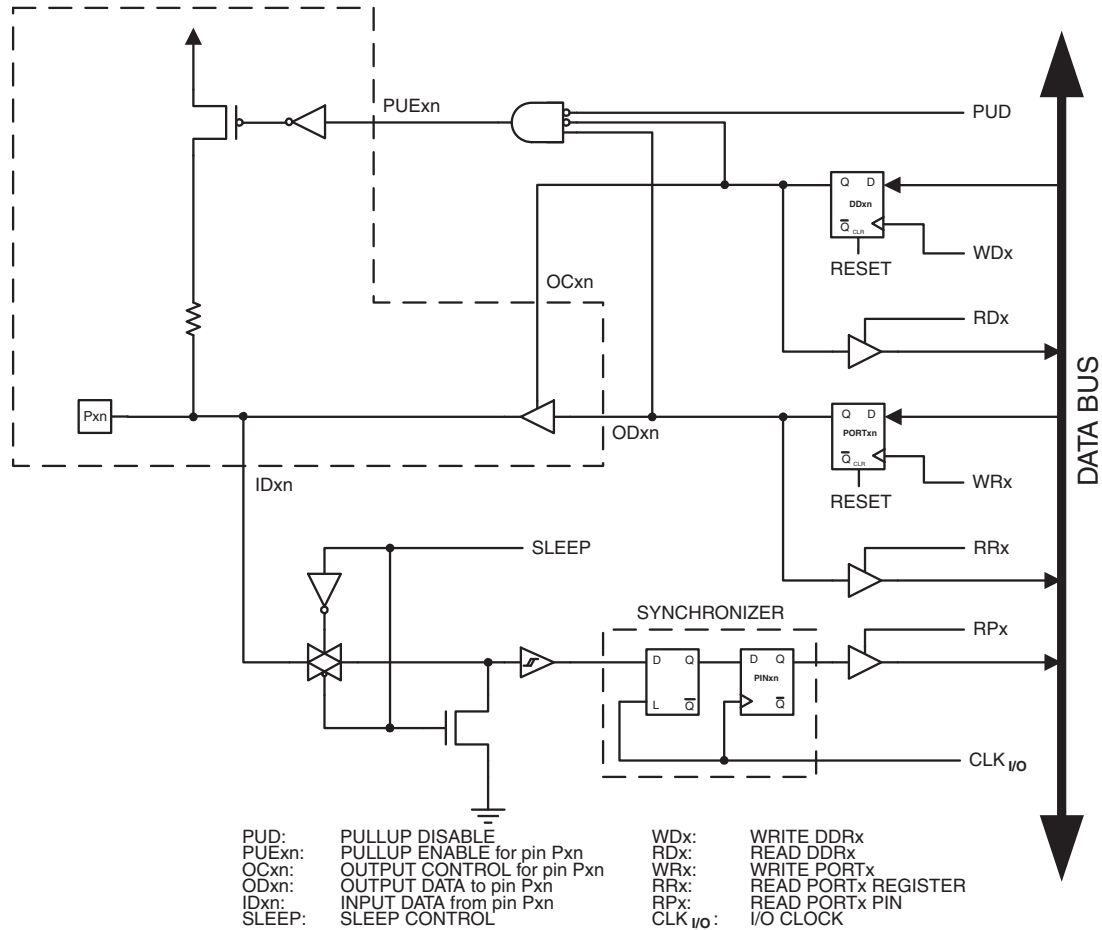 PUExn
PUD
Q D
DDxn
Q CLR
WDx
RESET
OCxn
RDx
DATA BUS
Pxn
ODxn
Q D
PORTxn
Q CLR
WRx
RESET
IDxn
SLEEP
RRx
SYNCHRONIZER
RPx
D Q
L Q
D Q
PINxn
Q
CLK I/O
PUD: PULLUP DISABLE
PUExn: PULLUP ENABLE for pin Pxn
OCxn: OUTPUT CONTROL for pin Pxn
ODxn: OUTPUT DATA to pin Pxn
IDxn: INPUT DATA from pin Pxn
SLEEP: SLEEP CONTROL
WDx: WRITE DDRx
RDx: READ DDRx
WRx: WRITE PORTx
RRx: READ PORTx REGISTER
RPx: READ PORTx PIN
CLK I/O: I/O CLOCK